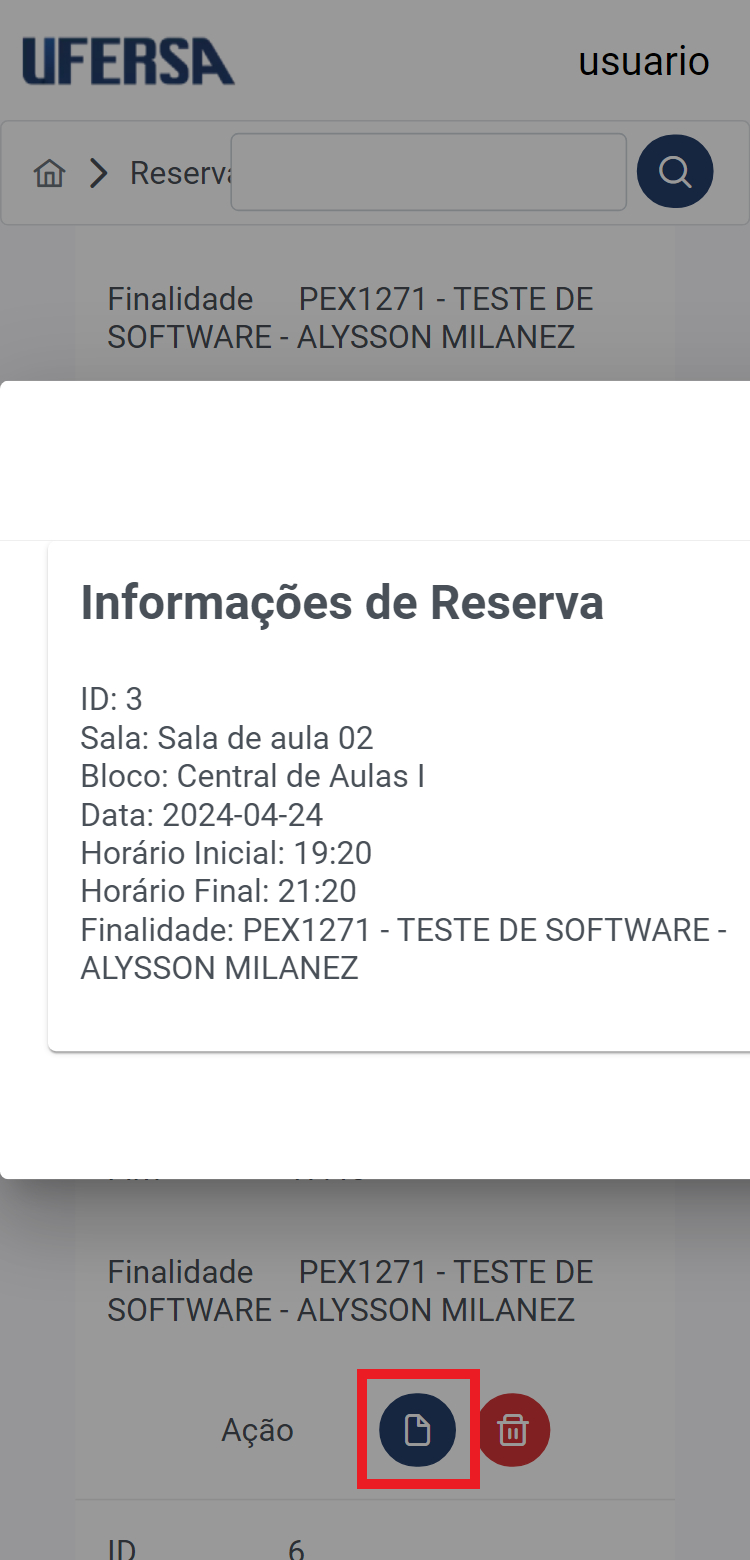 UFERSA
usuario
Reserva
Finalidade PEX1271 - TESTE DE
SOFTWARE - ALYSSON MILANEZ
Informações de Reserva
ID: 3
Sala: Sala de aula 02
Bloco: Central de Aulas I
Data: 2024-04-24
Horário Inicial: 19:20
Horário Final: 21:20
Finalidade: PEX1271 - TESTE DE SOFTWARE -
ALYSSON MILANEZ
Finalidade PEX1271 - TESTE DE
SOFTWARE - ALYSSON MILANEZ
Ação
ID 6